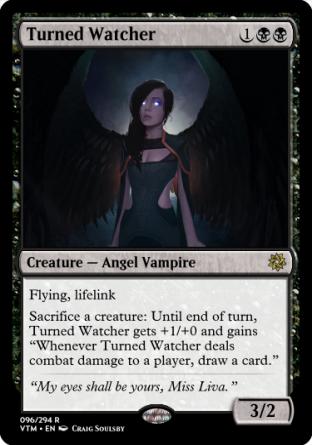 Turned Watcher 1
Creature — Angel Vampire
Flying, lifelink
Sacrifice a creature: Until end of turn,
Turned Watcher gets +1/+0 and gains
“Whenever Turned Watcher deals
combat damage to a player, draw a card.”
“My eyes shall be yours, Miss Liva.”
3/2
096/294 R
VTM • EN Craig Soulsby